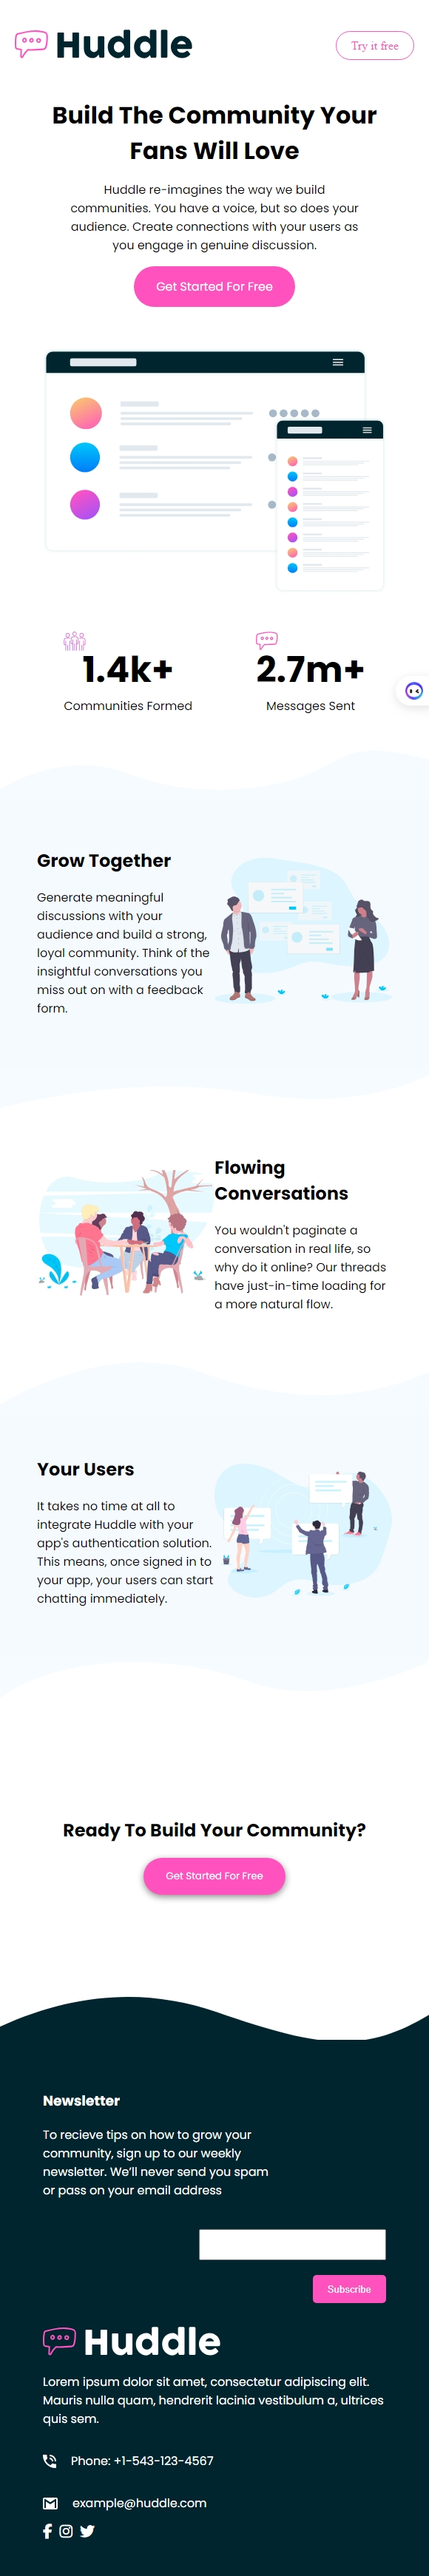 Huddle
Try it free
Build The Community Your
Fans Will Love
Huddle re-imagines the way we build
communities. You have a voice, but so does your
audience. Create connections with your users as
you engage in genuine discussion.
Get Started For Free
1.4k+
Communities Formed
2.7m+
Messages Sent
Grow Together
Generate meaningful
discussions with your
audience and build a strong,
loyal community. Think of the
insightful conversations you
miss out on with a feedback
form.
Flowing
Conversations
You wouldn't paginate a
conversation in real life, so
why do it online? Our threads
have just-in-time loading for
a more natural flow.
Your Users
It takes no time at all to
integrate Huddle with your
app's authentication solution.
This means, once signed in to
your app, your users can start
chatting immediately.
Ready To Build Your Community?
Get Started For Free
Newsletter
To recieve tips on how to grow your
community, sign up to our weekly
newsletter. We'll never send you spam
or pass on your email address
Subscribe
Huddle
Lorem ipsum dolor sit amet, consectetur adipiscing elit.
Mauris nulla quam, hendrerit lacinia vestibulum a, ultrices
quis sem.
Phone: +1-543-123-4567
example@huddle.com